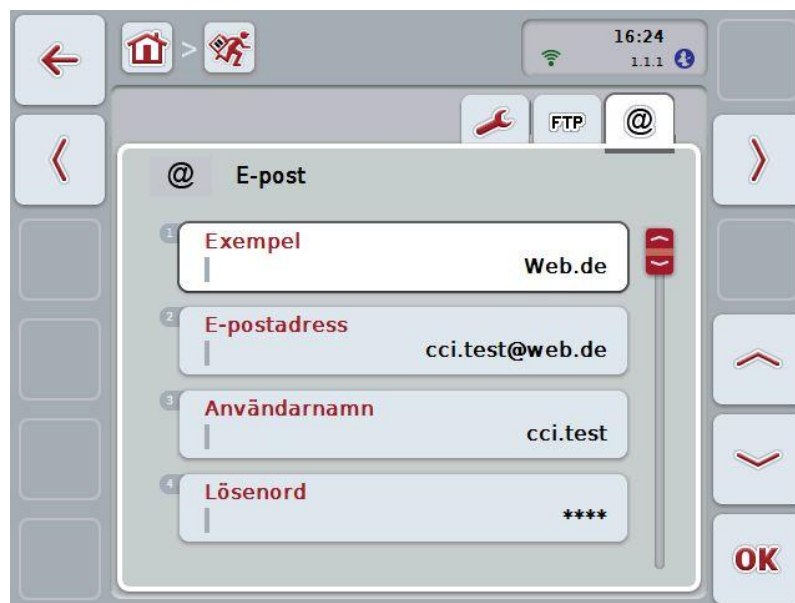 16:24
1.1.1
FTP
@
@ E-post
1
Exempel
Web.de
2
E-postadress
cci.test@web.de
3
Användarnamn
cci.test
4
Lösenord
****
OK